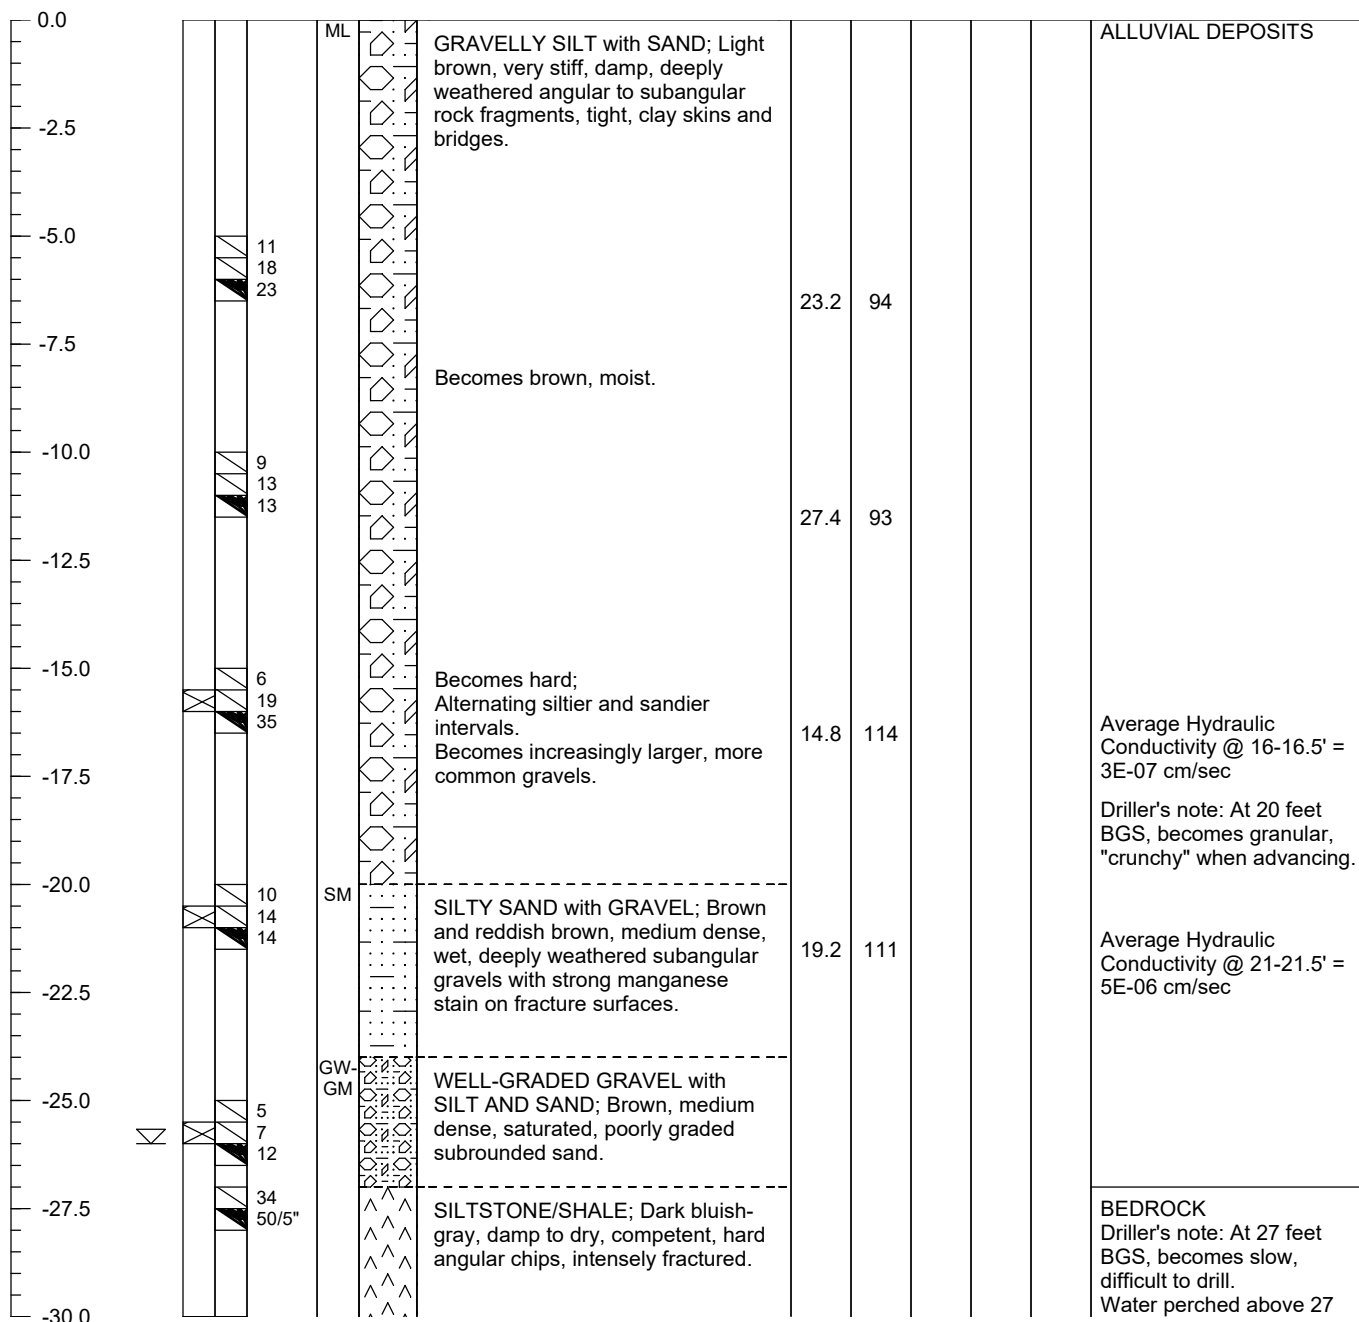 0.0
ML
GRAVELLY SILT with SAND; Light
brown, very stiff, damp, deeply
weathered angular to subangular
rock fragments, tight, clay skins and
bridges.
ALLUVIAL DEPOSITS
-2.5
-5.0
11
18
23
23.2
94
-7.5
Becomes brown, moist.
-10.0
9
13
13
27.4
93
-12.5
-15.0
6
19
35
Becomes hard;
Alternating siltier and sandier
intervals.
Becomes increasingly larger, more
common gravels.
14.8
114
Average Hydraulic
Conductivity @ 16-16.5' =
3E-07 cm/sec
-17.5
Driller's note: At 20 feet
BGS, becomes granular,
"crunchy" when advancing.
-20.0
10
14
14
SM
SILTY SAND with GRAVEL; Brown
and reddish brown, medium dense,
wet, deeply weathered subangular
gravels with strong manganese
stain on fracture surfaces.
19.2
111
Average Hydraulic
Conductivity @ 21-21.5' =
5E-06 cm/sec
-22.5
GW-
GM
WELL-GRADED GRAVEL with
SILT AND SAND; Brown, medium
dense, saturated, poorly graded
subrounded sand.
-25.0
5
7
12
-27.5
34
50/5"
SILTSTONE/SHALE; Dark bluish-
gray, damp to dry, competent, hard
angular chips, intensely fractured.
BEDROCK
Driller's note: At 27 feet
BGS, becomes slow,
difficult to drill.
Water perched above 27
-30.0